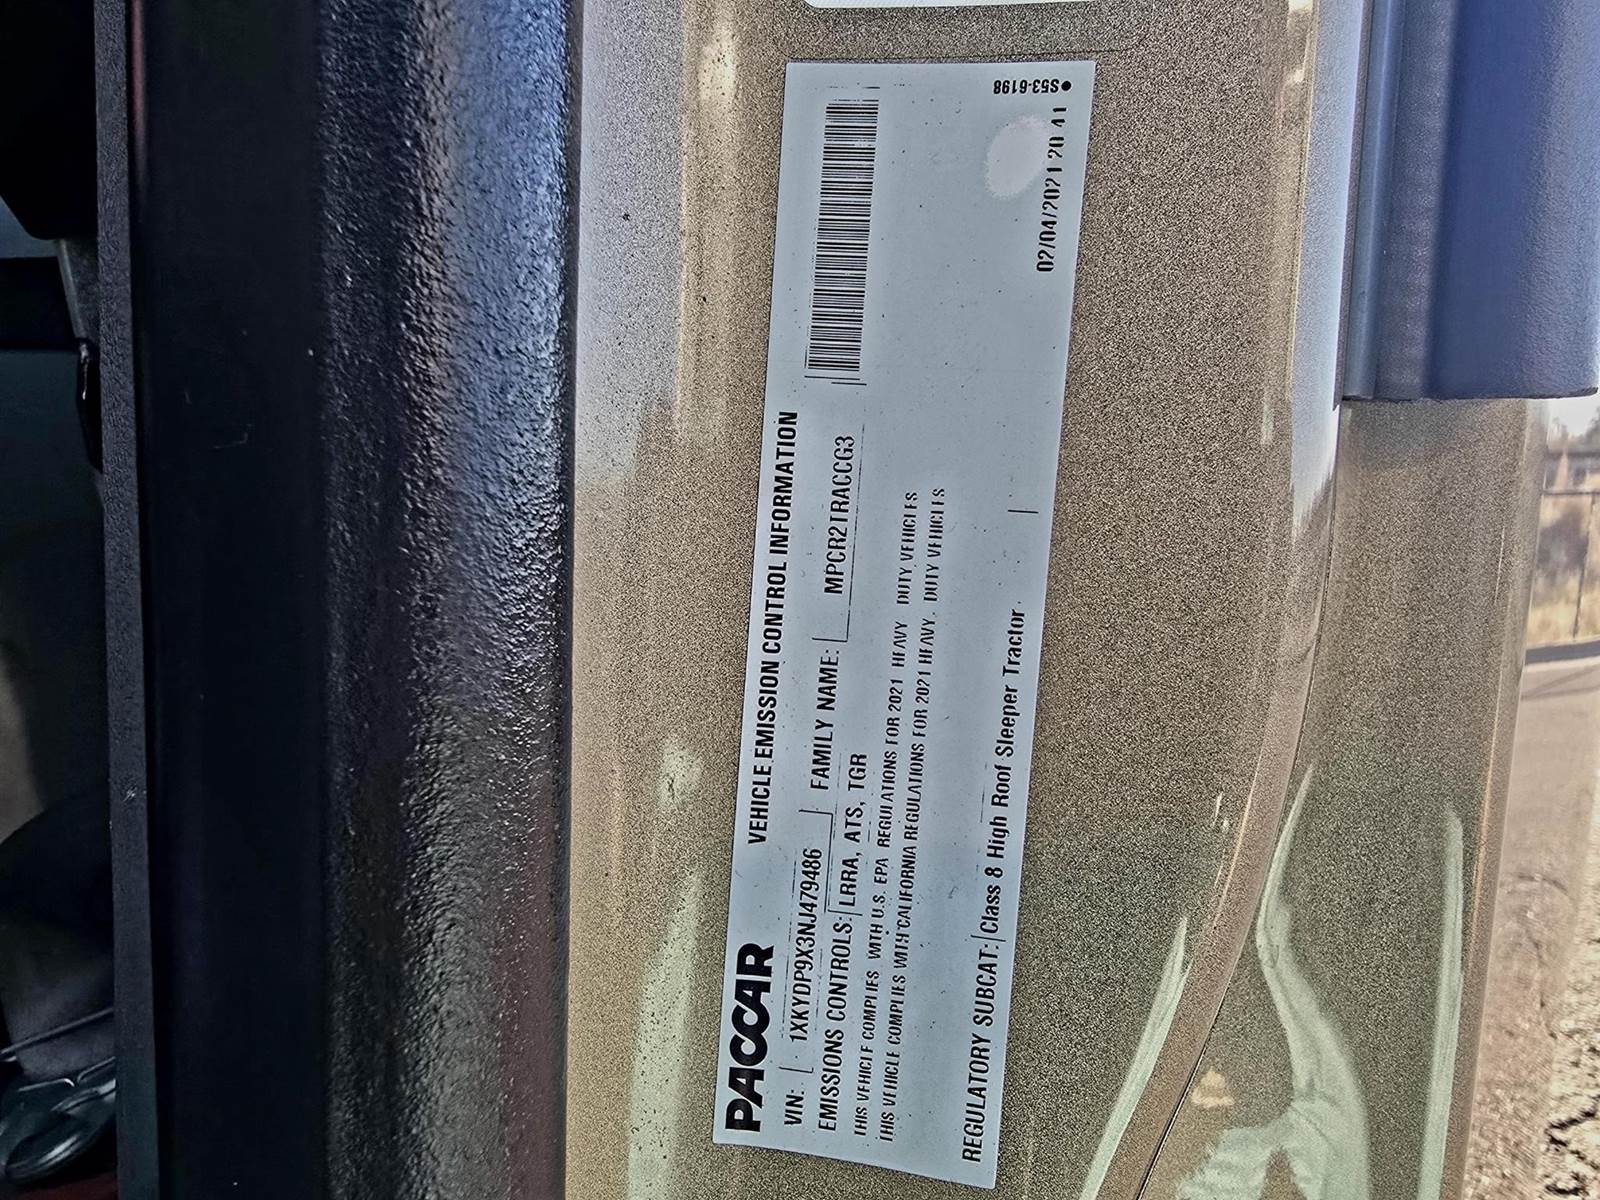 PACCAR
VEHICLE EMISSION CONTROL INFORMATION
VIN: 1XKYDP9X3NJ479486 FAMILY NAME: MPCR2TRACCG3
EMISSIONS CONTROLS: LRRA, ATS, TGR
THIS VEHICLE COMPLIES WITH U.S. EPA REGULATIONS FOR 2021 HEAVY DUTY VEHICLES
THIS VEHICLE COMPLIES WITH CALIFORNIA REGULATIONS FOR 2021 HEAVY DUTY VEHICLES
REGULATORY SUBCAT: Class 8 High Roof Sleeper Tractor
02/04/2021 20 41
●S53-6198